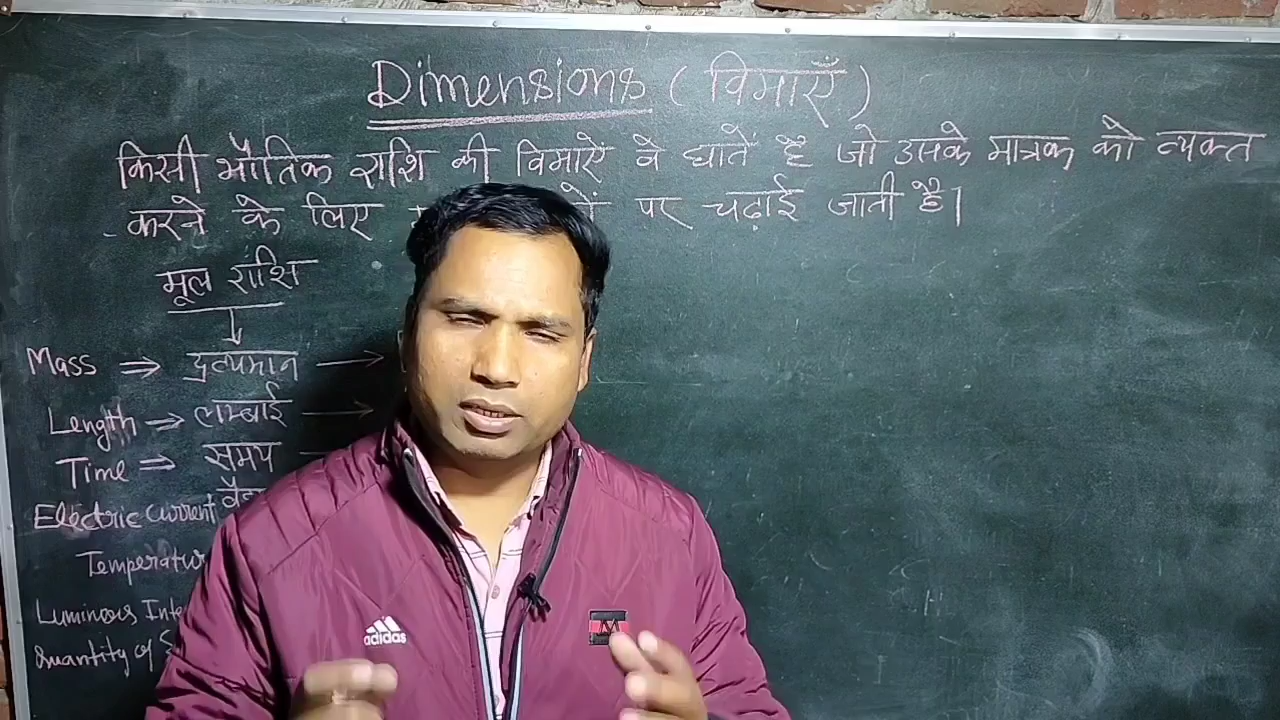 Dimensions (विमाएँ)
किसी भौतिक राशि की विमाऐं वे घातें हैं जो उसके मात्रक को व्यक्त
करने के लिए पर चढ़ाई जाती है।
मूल राशि
Mass ⇒ द्रव्यमान →
Length ⇒ लम्बाई →
Time ⇒ समय
Electric Current
Temperatur
Luminous Inte
Quantity of S
adidas